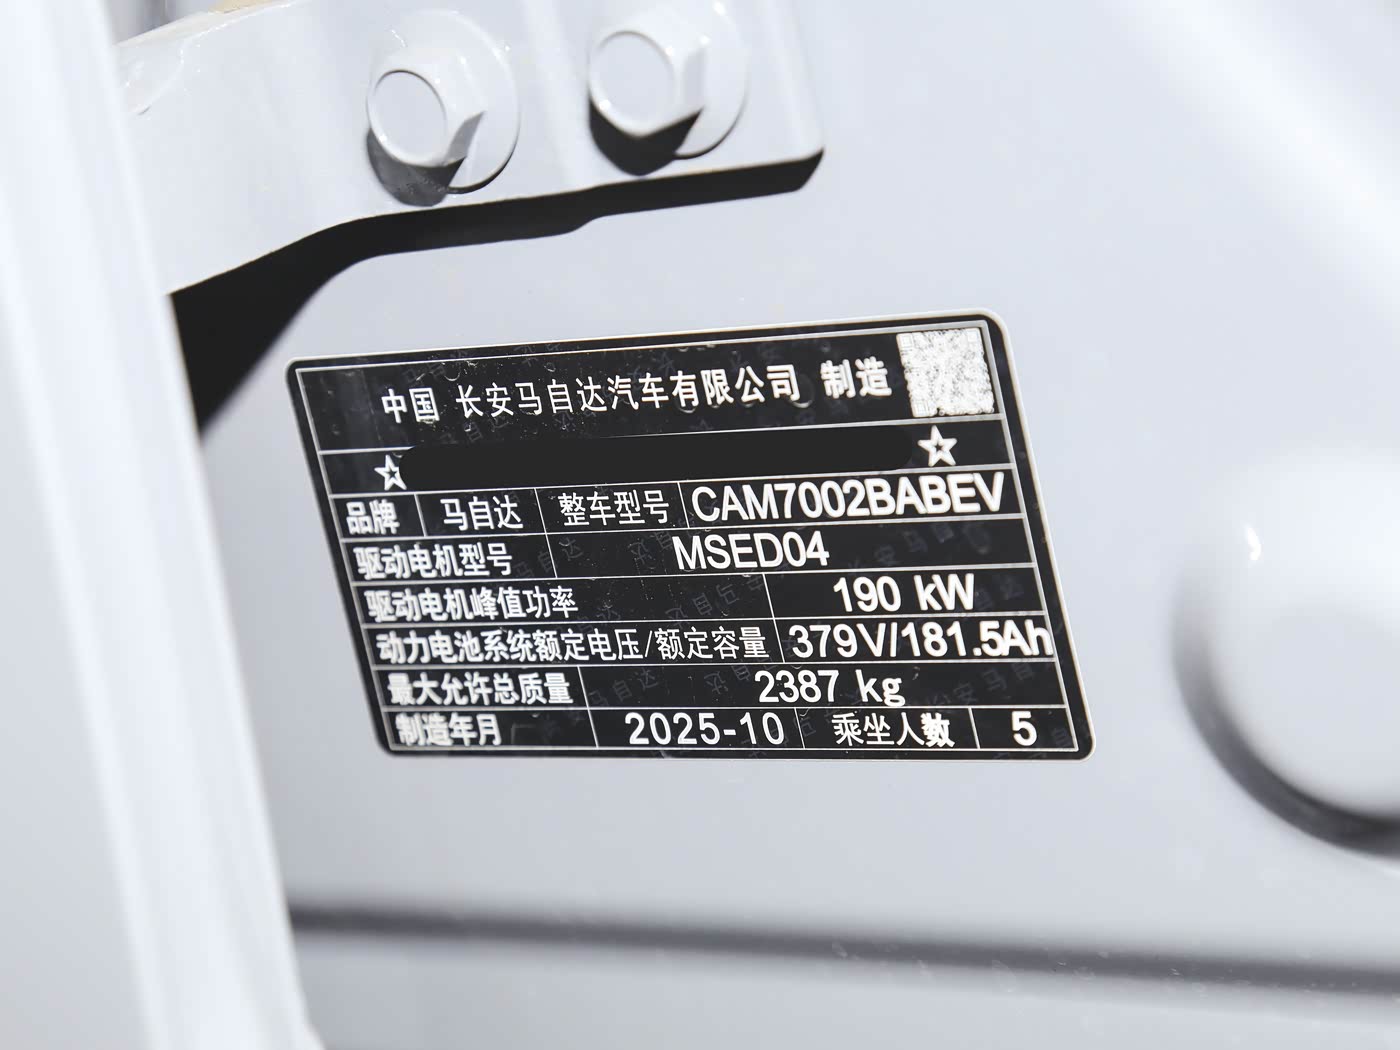 中国 长安马自达汽车有限公司 制造
☆ ☆
品牌 马自达 整车型号 CAM7002BABEV
驱动电机型号 MSED04
驱动电机峰值功率 190 kW
动力电池系统额定电压/额定容量 379V/181.5Ah
最大允许总质量 2387 kg
制造年月 2025-10 乘坐人数 5